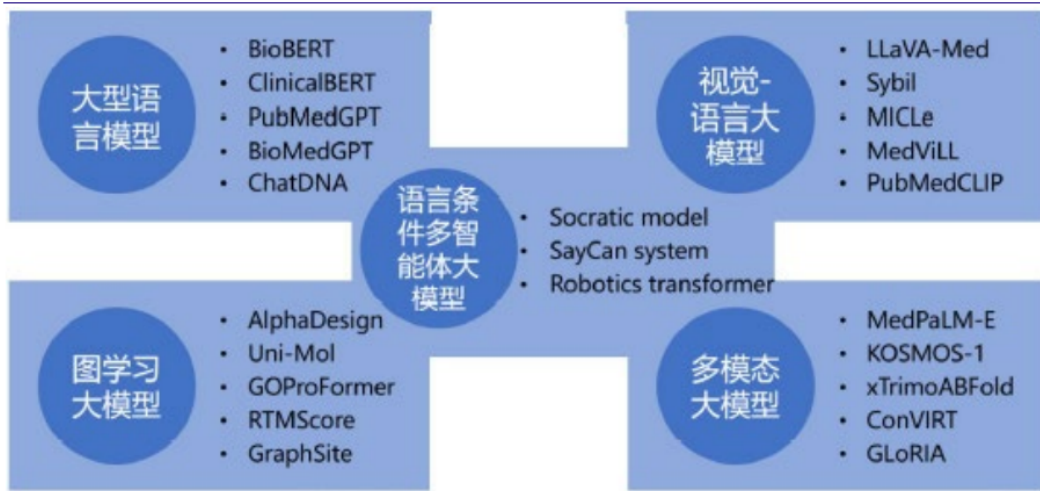 大型语
言模型
• BioBERT
• ClinicalBERT
• PubMedGPT
• BioMedGPT
• ChatDNA
视觉-
语言大
模型
• LLaVA-Med
• Sybil
• MICLe
• MedViLL
• PubMedCLIP
语言条
件多智
能体大
模型
• Socratic model
• SayCan system
• Robotics transformer
图学习
大模型
• AlphaDesign
• Uni-Mol
• GOProFormer
• RTMScore
• GraphSite
多模态
大模型
• MedPaLM-E
• KOSMOS-1
• xTrimoABFold
• ConVIRT
• GLoRIA